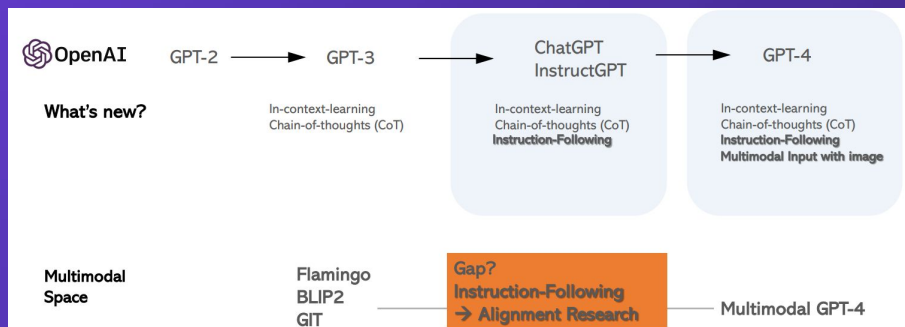 OpenAI GPT-2 GPT-3 ChatGPT
InstructGPT GPT-4
What's new?
In-context-learning
Chain-of-thoughts (CoT)
In-context-learning
Chain-of-thoughts (CoT)
Instruction-Following
In-context-learning
Chain-of-thoughts (CoT)
Instruction-Following
Multimodal Input with image
Multimodal
Space
Flamingo
BLIP2
GIT
Gap?
Instruction-Following
→ Alignment Research
Multimodal GPT-4